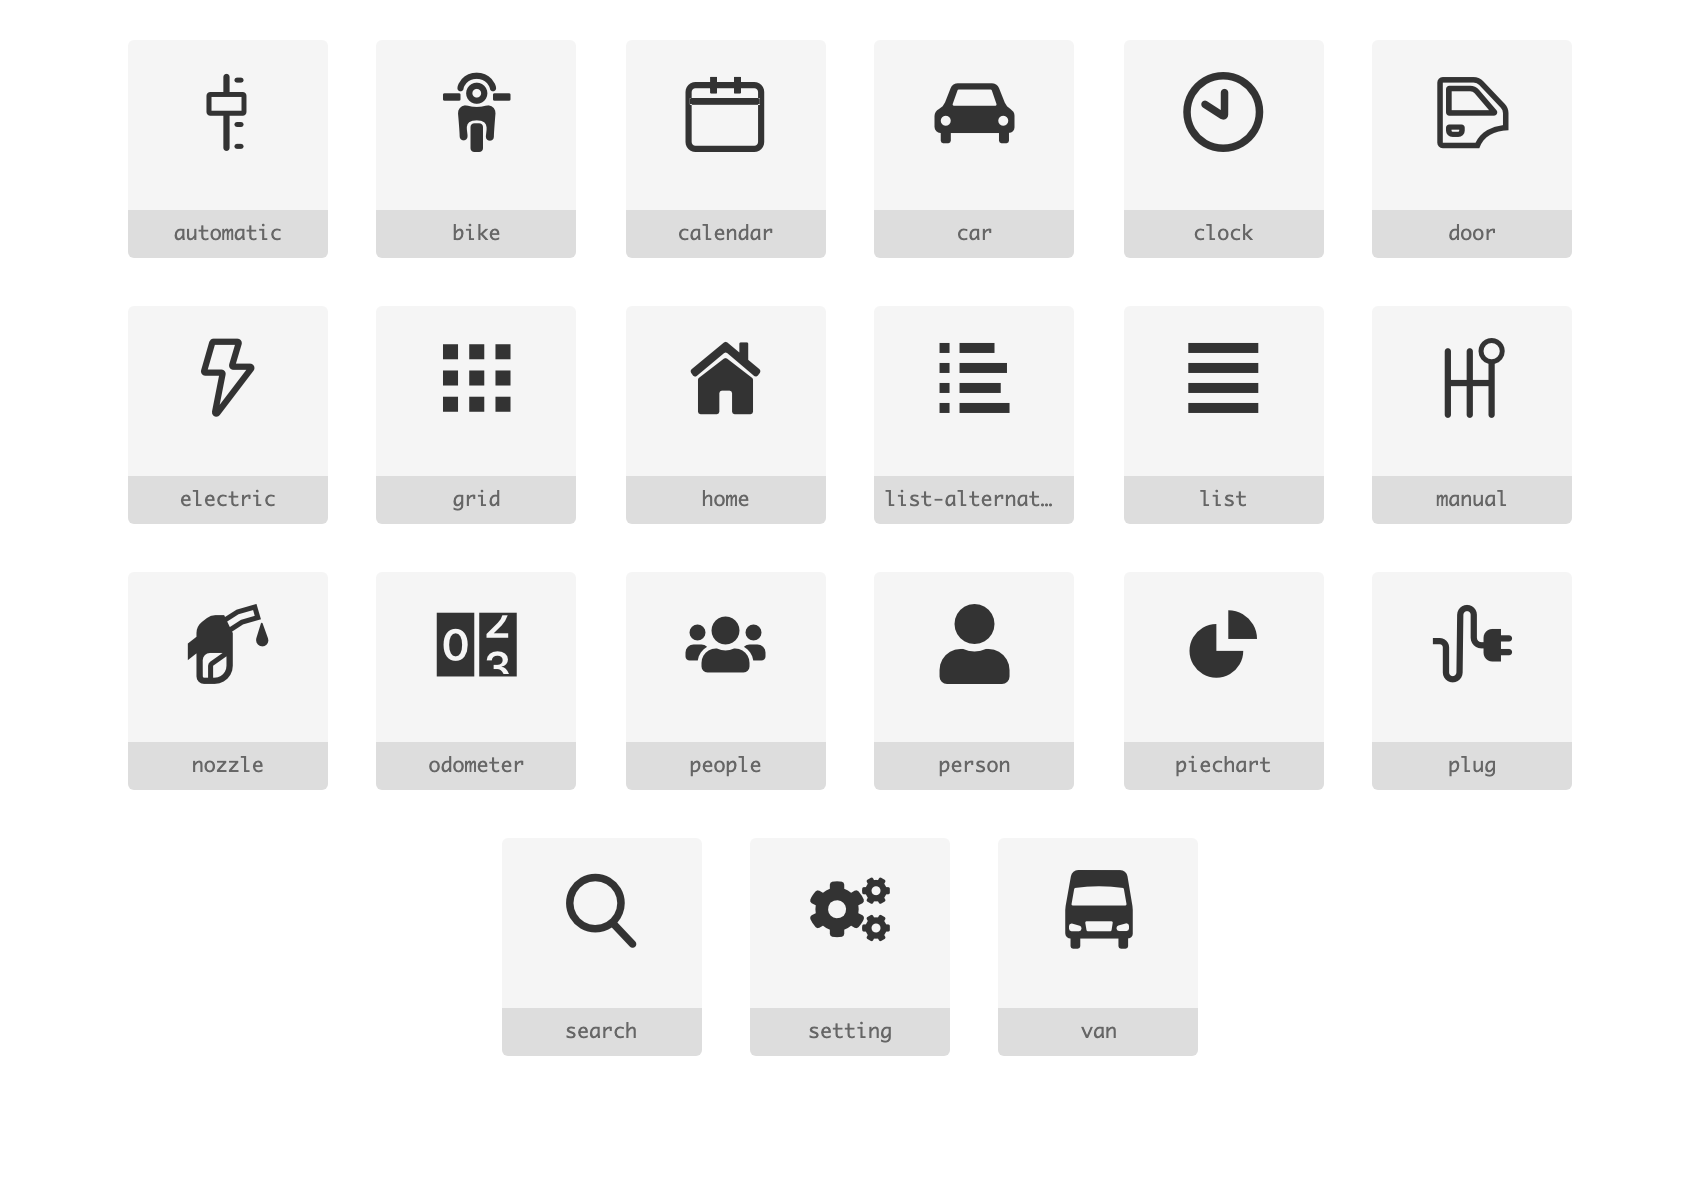 automatic
bike
calendar
car
clock
door
electric
grid
home
list-alternat…
list
manual
0 2
3
nozzle
odometer
people
person
piechart
plug
search
setting
van